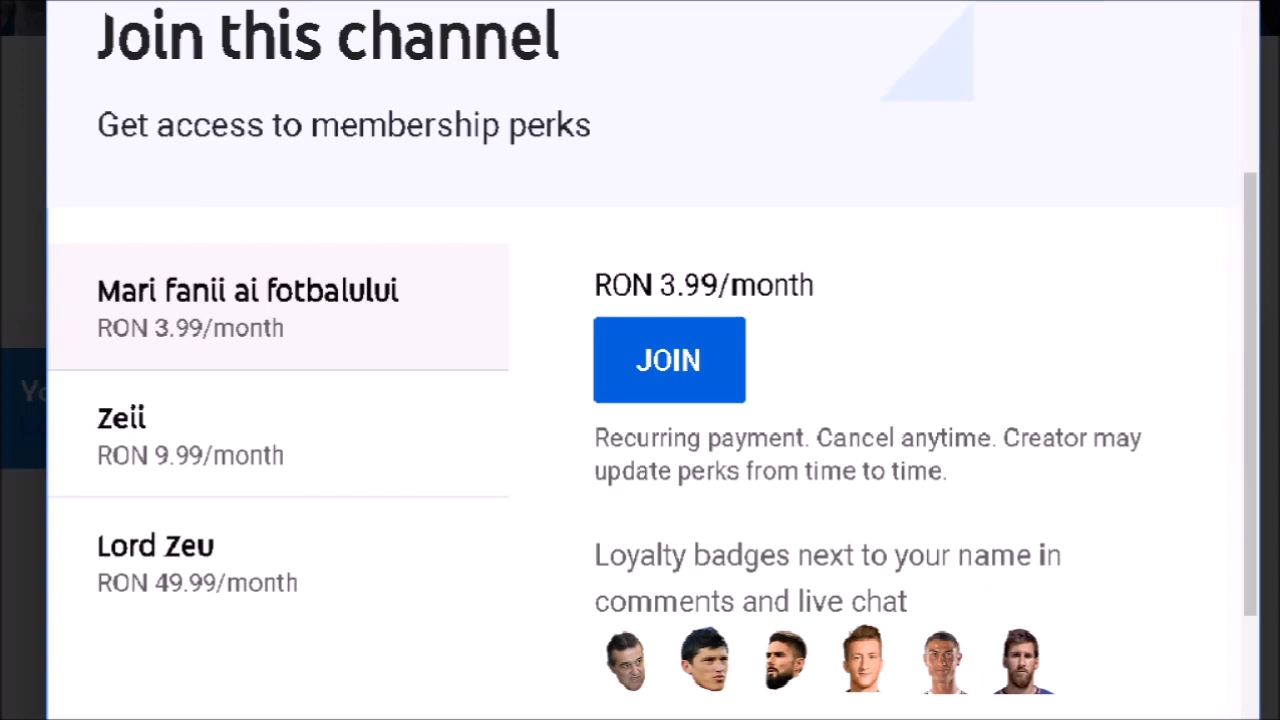 Join this channel
Get access to membership perks
Mari fanii ai fotbalului
RON 3.99/month
Zeii
RON 9.99/month
Lord Zeu
RON 49.99/month
RON 3.99/month
JOIN
Recurring payment. Cancel anytime. Creator may
update perks from time to time.
Loyalty badges next to your name in
comments and live chat